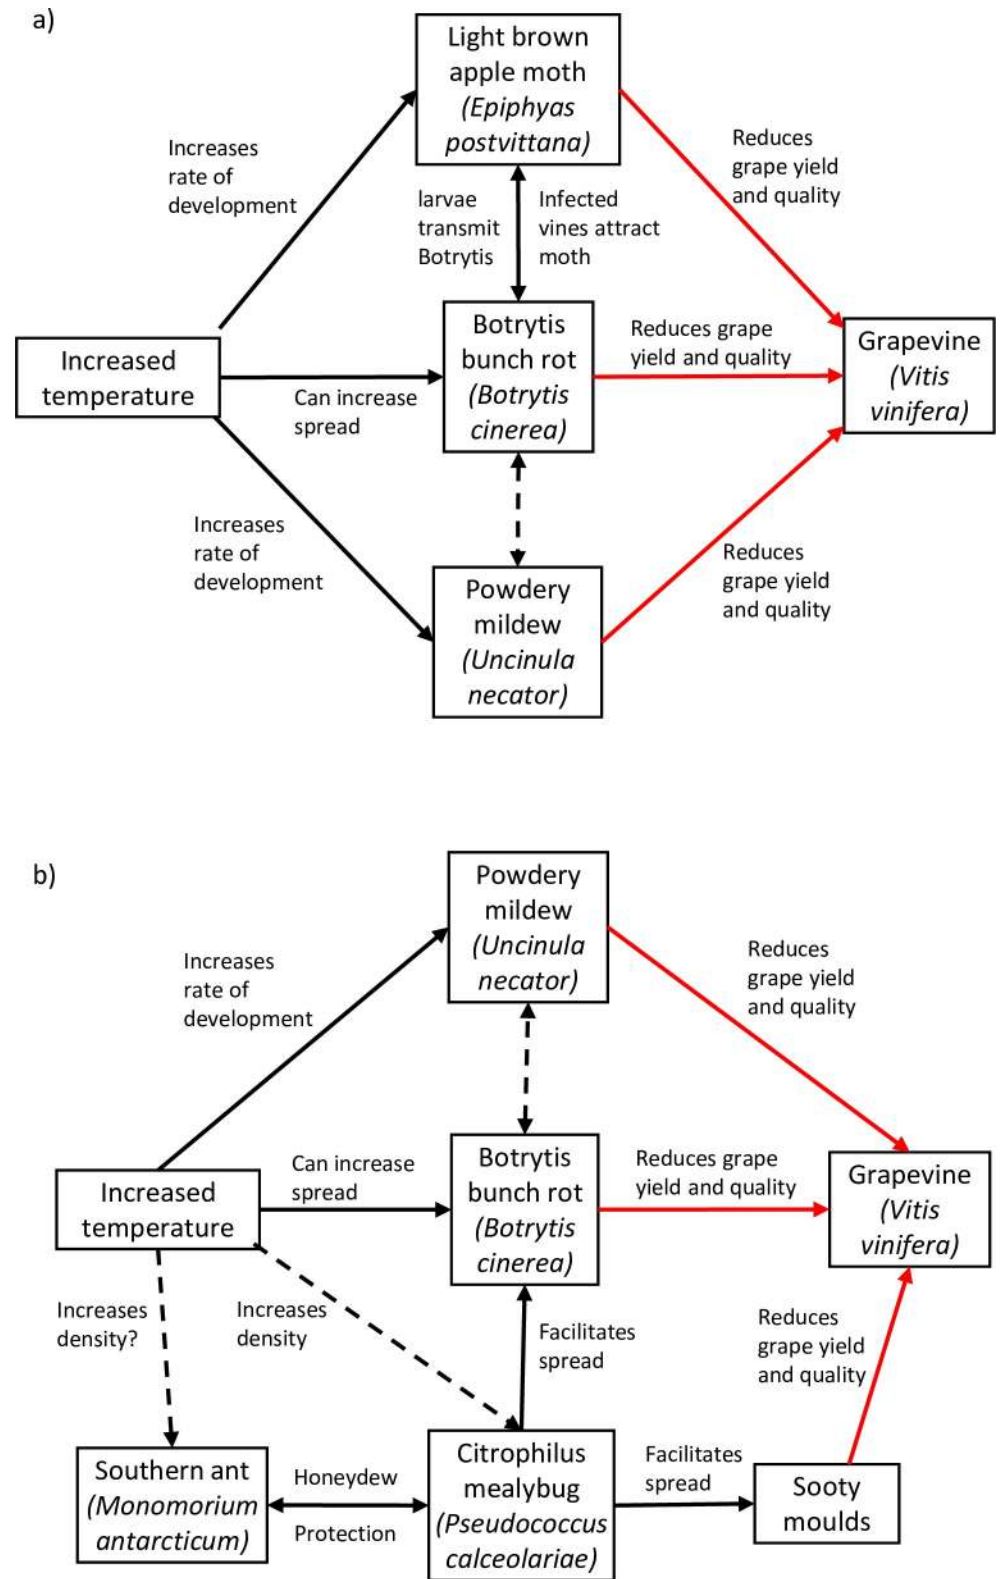 a)
Light brown
apple moth
(Epiphyas
postvittana)
Increases
rate of
development
Reduces
grape yield
and quality
larvae
transmit
Botrytis
Infected
vines attract
moth
Increased
temperature
Can increase
spread
Botrytis
bunch rot
(Botrytis
cinerea)
Reduces grape
yield and quality
Grapevine
(Vitis
vinifera)
Increases
rate of
development
Powdery
mildew
(Uncinula
necator)
Reduces
grape yield
and quality
b)
Powdery
mildew
(Uncinula
necator)
Increases
rate of
development
Reduces
grape yield
and quality
Increased
temperature
Can increase
spread
Botrytis
bunch rot
(Botrytis
cinerea)
Reduces grape
yield and quality
Grapevine
(Vitis
vinifera)
Increases
density?
Increases
density
Facilitates
spread
Reduces
grape yield
and quality
Southern ant
(Monomorium
antarcticum)
Honeydew
Protection
Citrophilus
mealybug
(Pseudococcus
calceolariae)
Facilitates
spread
Sooty
moulds